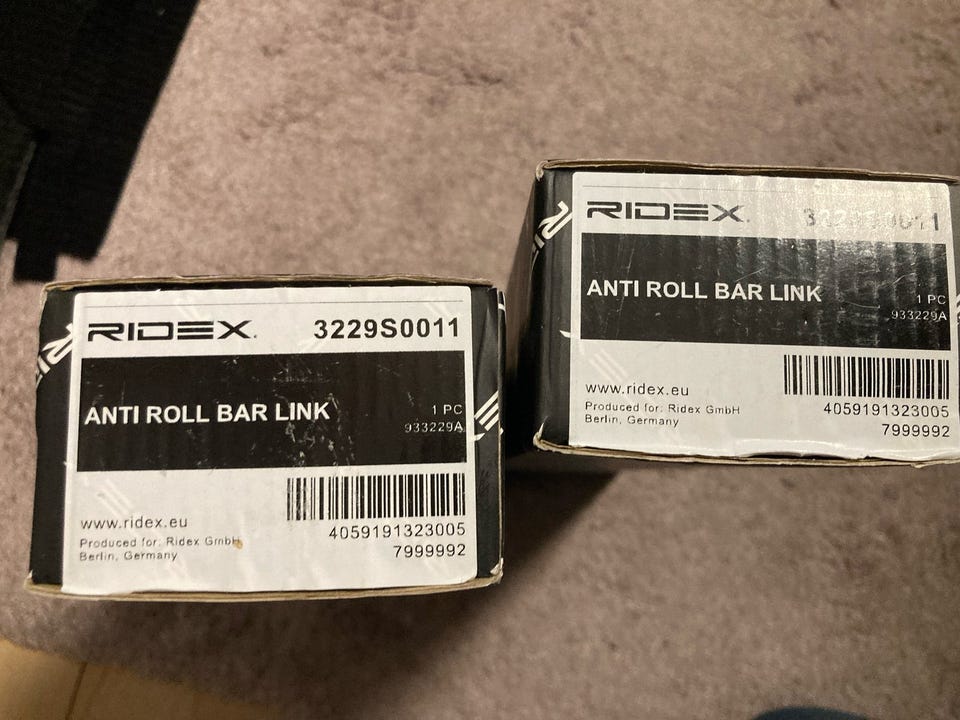 RIDEX. 3229S0011
ANTI ROLL BAR LINK
1 PC
933229A
www.ridex.eu
Produced for: Ridex GmbH
Berlin, Germany
4059191323005
7999992
RIDEX. 3229S0011
ANTI ROLL BAR LINK
1 PC
933229A
www.ridex.eu
Produced for: Ridex GmbH
Berlin, Germany
4059191323005
7999992